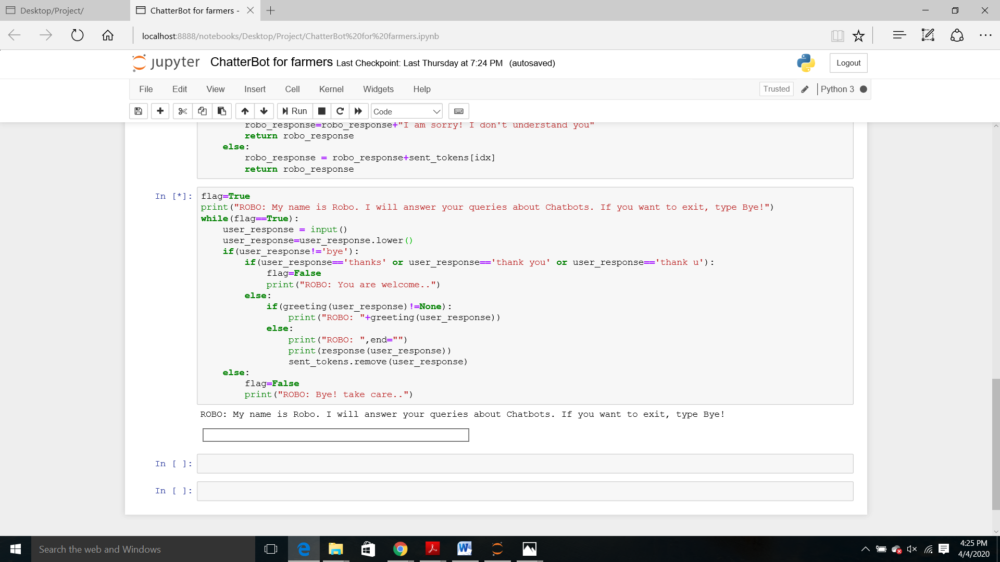 Desktop/Project/
ChatterBot for farmers -
localhost:8888/notebooks/Desktop/Project/ChatterBot%20for%20farmers.ipynb
jupyter ChatterBot for farmers Last Checkpoint: Last Thursday at 7:24 PM (autosaved)
Logout
File Edit View Insert Cell Kernel Widgets Help Trusted Python 3
Run Code
        robo_response=robo_response+"I am sorry! I don't understand you"
        return robo_response
    else:
        robo_response = robo_response+sent_tokens[idx]
        return robo_response
In [*]: flag=True
print("ROBO: My name is Robo. I will answer your queries about Chatbots. If you want to exit, type Bye!")
while(flag==True):
    user_response = input()
    user_response=user_response.lower()
    if(user_response!='bye'):
        if(user_response=='thanks' or user_response=='thank you' or user_response=='thank u'):
            flag=False
            print("ROBO: You are welcome..")
        else:
            if(greeting(user_response)!=None):
                print("ROBO: "+greeting(user_response))
            else:
                print("ROBO: ",end="")
                print(response(user_response))
                sent_tokens.remove(user_response)
    else:
        flag=False
        print("ROBO: Bye! take care..")
ROBO: My name is Robo. I will answer your queries about Chatbots. If you want to exit, type Bye!
In [ ]:
In [ ]:
Search the web and Windows
4:25 PM
4/4/2020